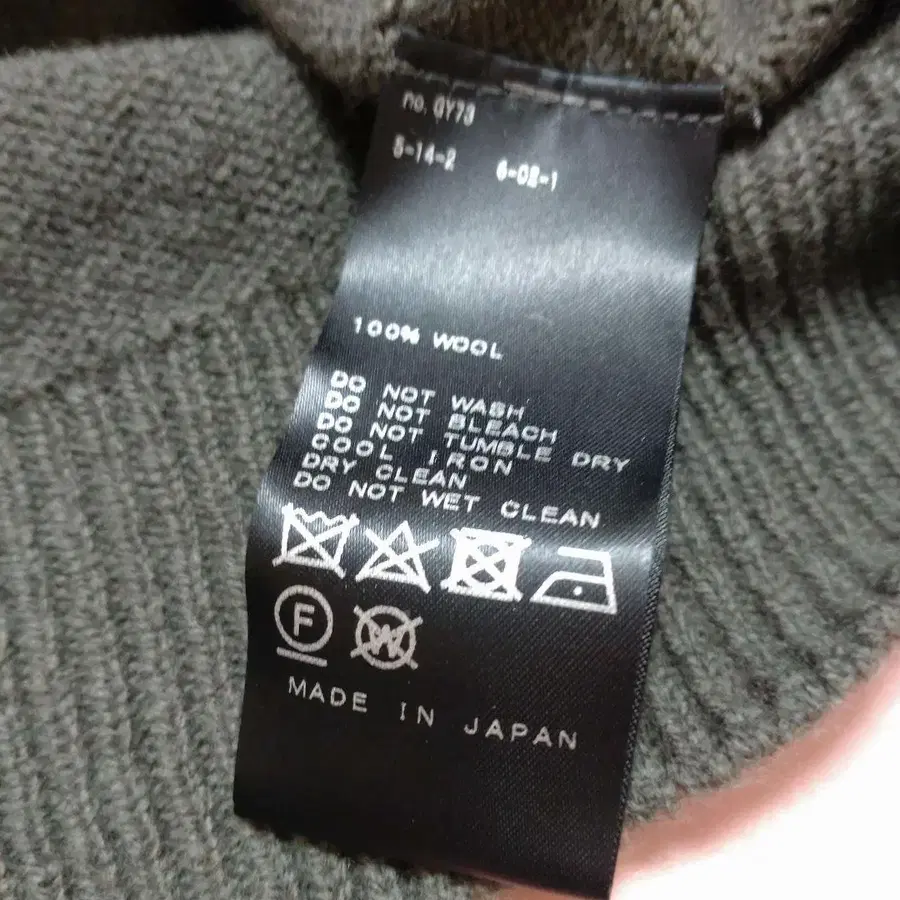 no. GY73
5-14-2 6-02-1
100% WOOL
DO NOT WASH
DO NOT BLEACH
DO NOT TUMBLE DRY
COOL IRON
DRY CLEAN
DO NOT WET CLEAN
F W
MADE IN JAPAN